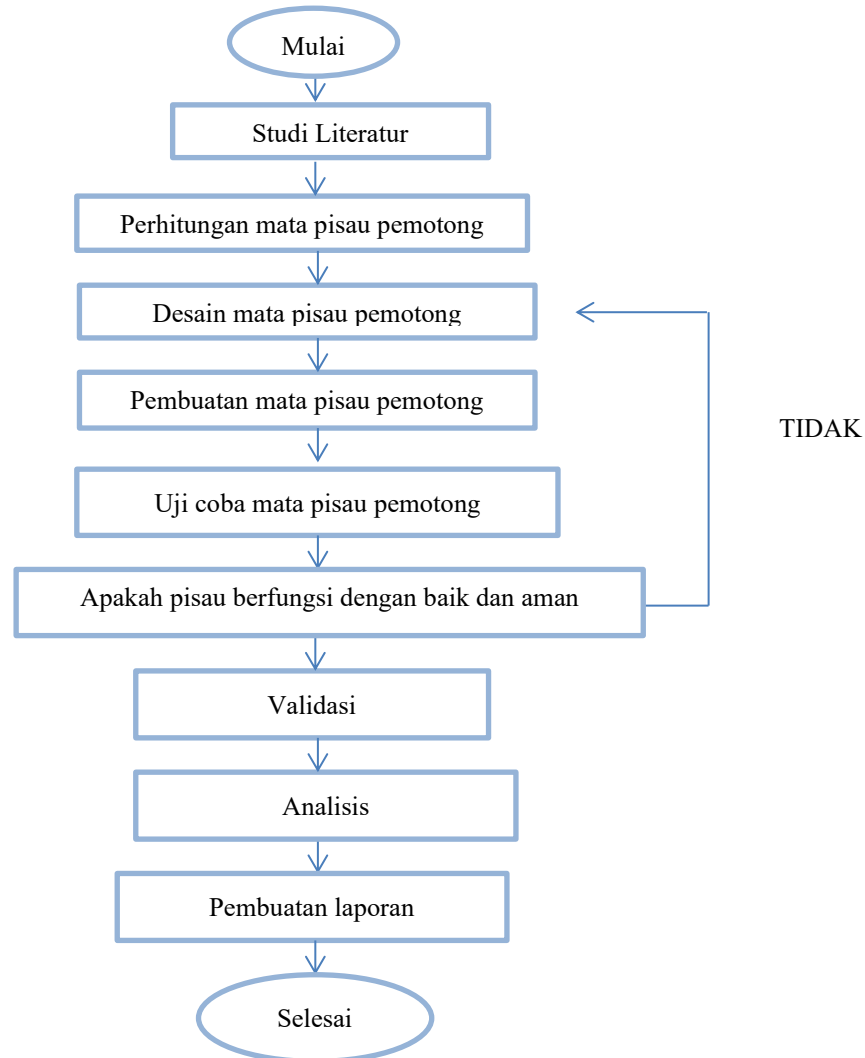 Mulai
Studi Literatur
Perhitungan mata pisau pemotong
Desain mata pisau pemotong
Pembuatan mata pisau pemotong
TIDAK
Uji coba mata pisau pemotong
Apakah pisau berfungsi dengan baik dan aman
Validasi
Analisis
Pembuatan laporan
Selesai